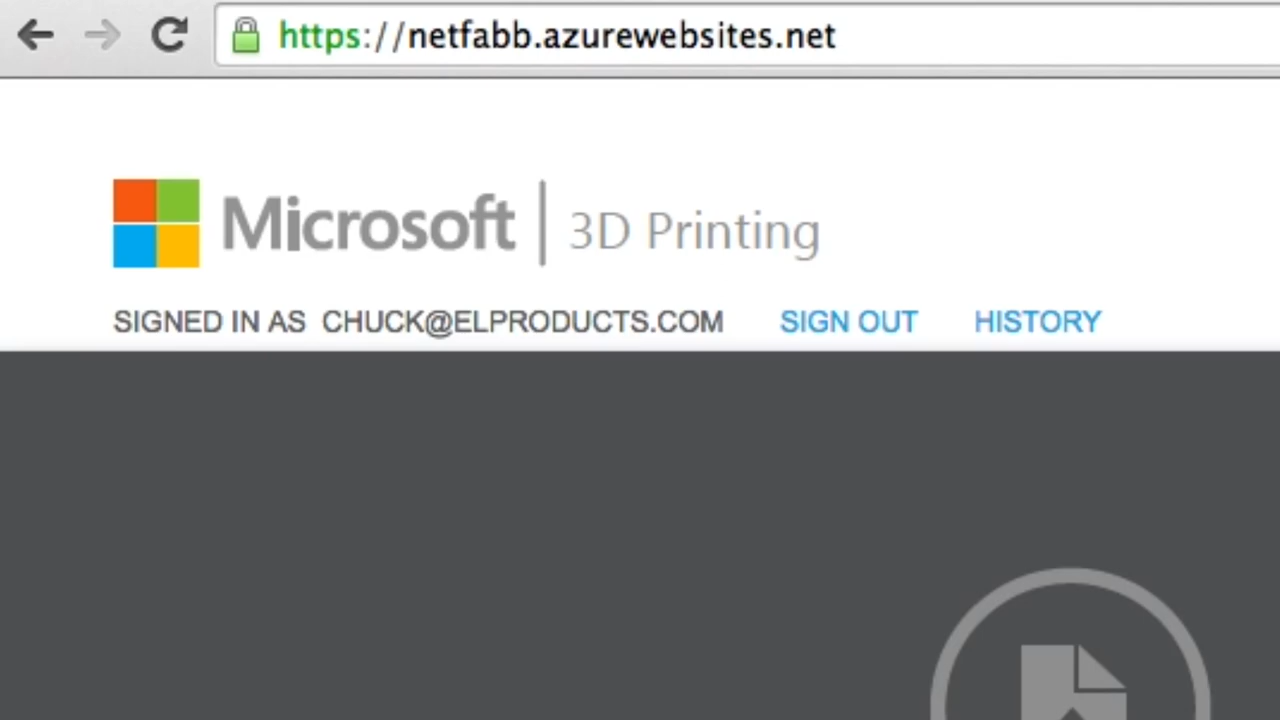 https://netfabb.azurewebsites.net
Microsoft | 3D Printing
SIGNED IN AS CHUCK@ELPRODUCTS.COM SIGN OUT HISTORY